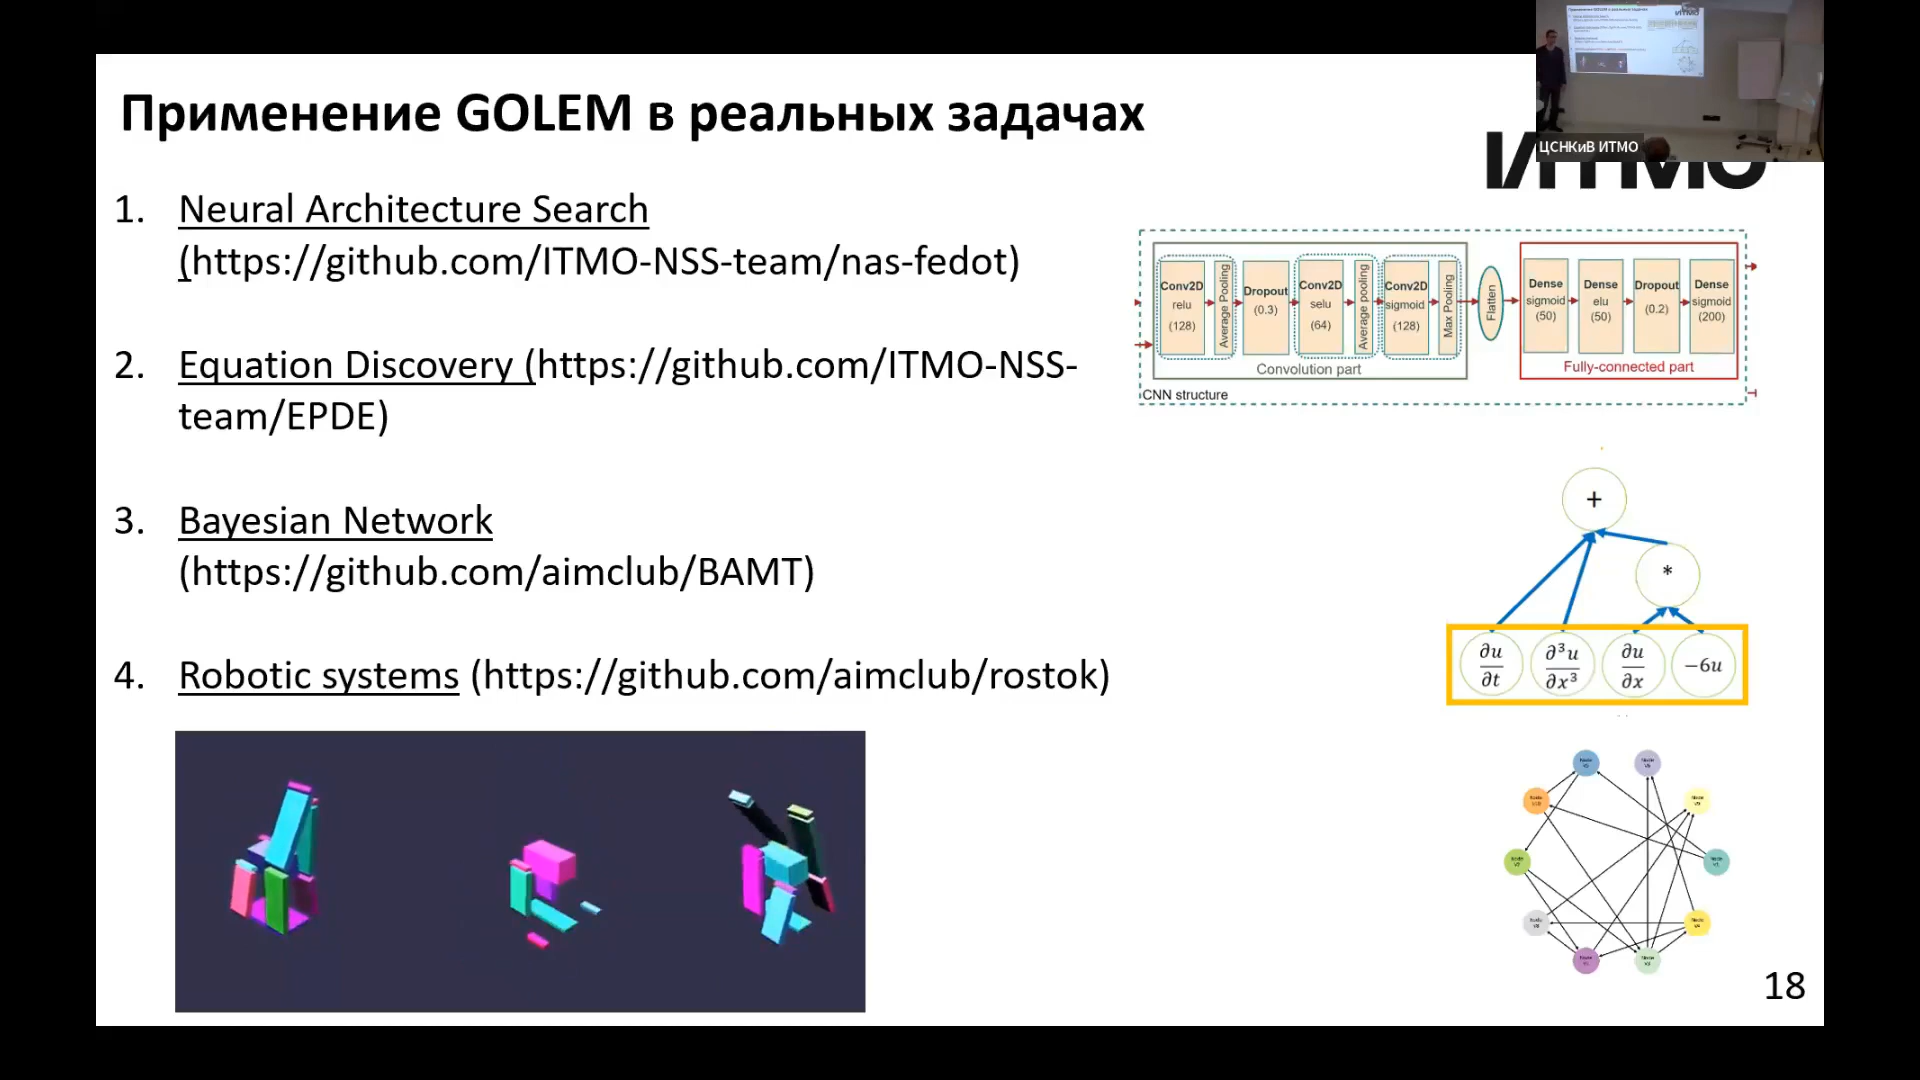 Применение GOLEM в реальных задачах
ЦСНКиВ ИТМО
1. Neural Architecture Search
(https://github.com/ITMO-NSS-team/nas-fedot)
2. Equation Discovery (https://github.com/ITMO-NSS-
team/EPDE)
3. Bayesian Network
(https://github.com/aimclub/BAMT)
4. Robotic systems (https://github.com/aimclub/rostok)
Conv2D
relu
(128)
Average Pooling
Dropout
(0.3)
Conv2D
selu
(64)
Average pooling
Conv2D
sigmoid
(128)
Max Pooling
Convolution part
Flatten
Dense
sigmoid
(50)
Dense
elu
(50)
Dropout
(0.2)
Dense
sigmoid
(200)
Fully-connected part
CNN structure
+
*
∂u/∂t
∂³u/∂x³
∂u/∂x
−6u
18